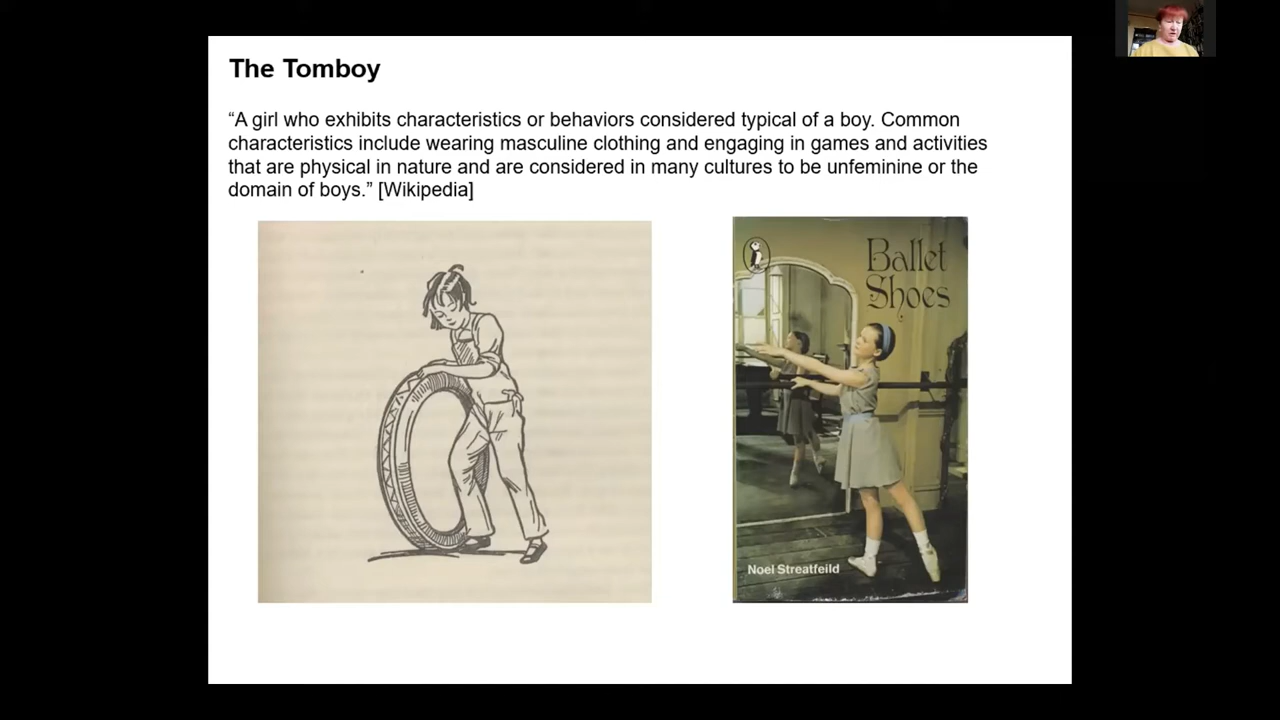 The Tomboy
“A girl who exhibits characteristics or behaviors considered typical of a boy. Common
characteristics include wearing masculine clothing and engaging in games and activities
that are physical in nature and are considered in many cultures to be unfeminine or the
domain of boys.” [Wikipedia]
Ballet
Shoes
Noel Streatfeild